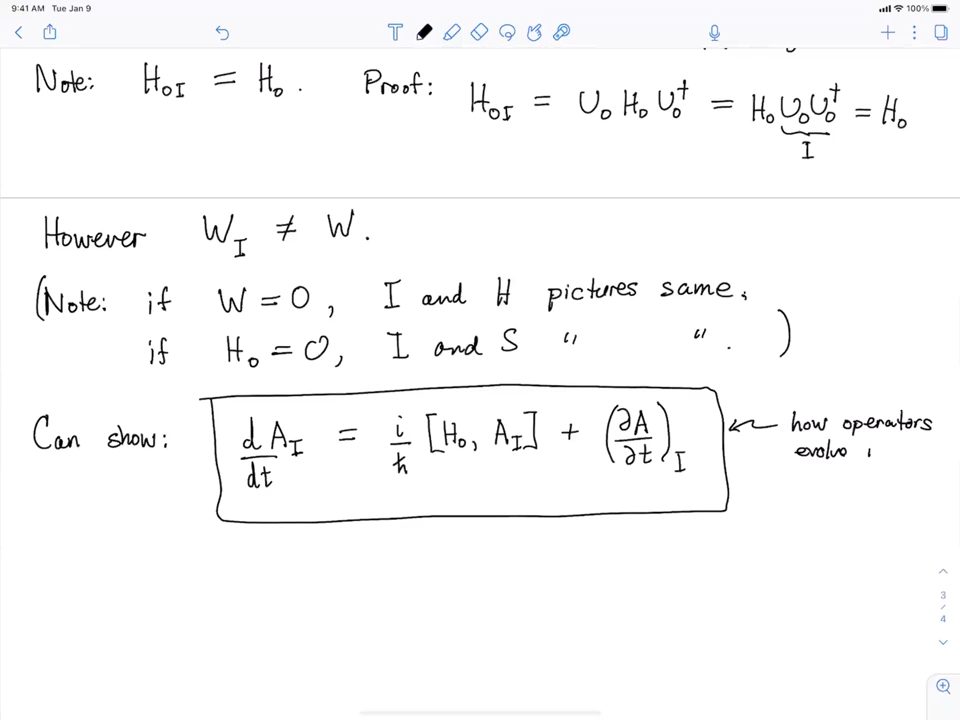 9:41 AM Tue Jan 9
100%
Note: H₀I = H₀. Proof: H₀I = U₀ H₀ U₀† = H₀ U₀U₀† = H₀
I
However W_I ≠ W.
(Note: if W = 0, I and H pictures same,
if H₀ = 0, I and S " " . )
Can show: d A_I / dt = i/ħ [H₀, A_I] + (∂A/∂t)_I ← how operators
evolve
3
/
4